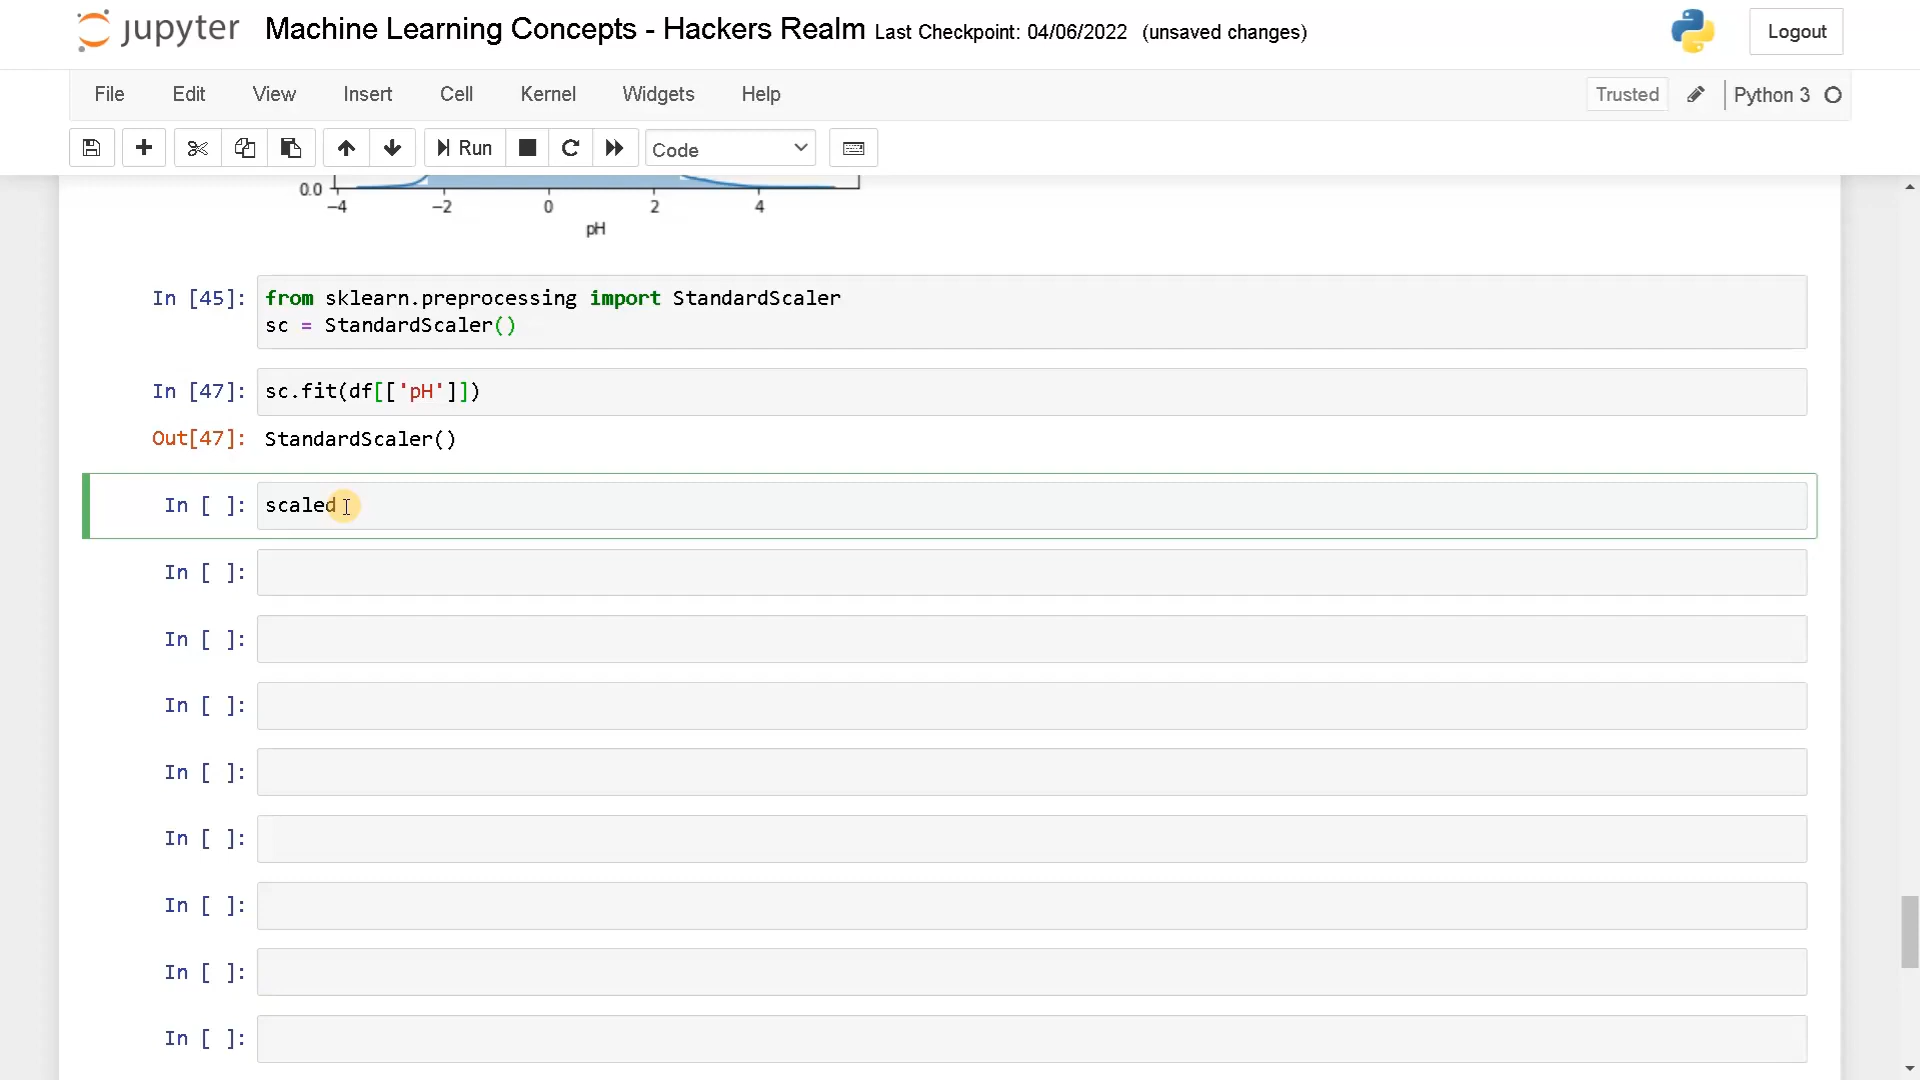 jupyter Machine Learning Concepts - Hackers Realm Last Checkpoint: 04/06/2022 (unsaved changes) Logout
File Edit View Insert Cell Kernel Widgets Help Trusted Python 3
Run Code
0.0
−4 −2 0 2 4
pH
In [45]: from sklearn.preprocessing import StandardScaler
sc = StandardScaler()
In [47]: sc.fit(df[['pH']])
Out[47]: StandardScaler()
In [ ]: scaled
In [ ]:
In [ ]:
In [ ]:
In [ ]:
In [ ]:
In [ ]:
In [ ]:
In [ ]: